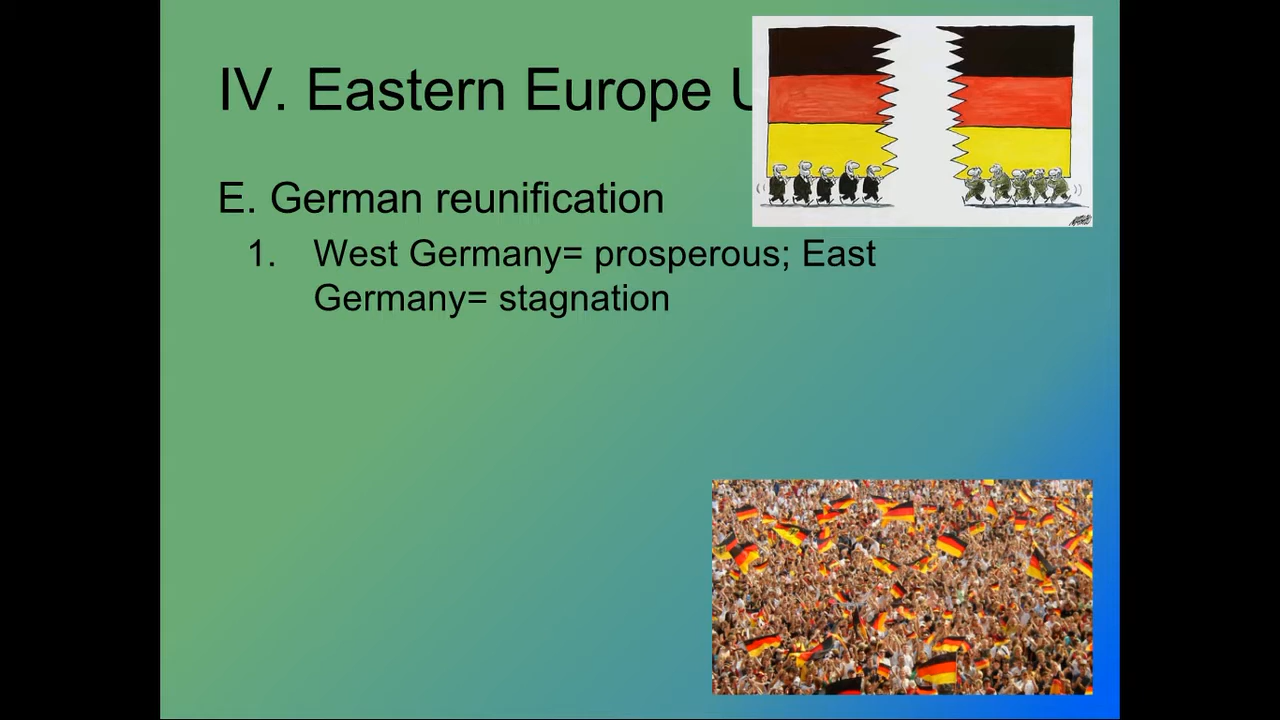 IV. Eastern Europe
E. German reunification
1. West Germany= prosperous; East
Germany= stagnation